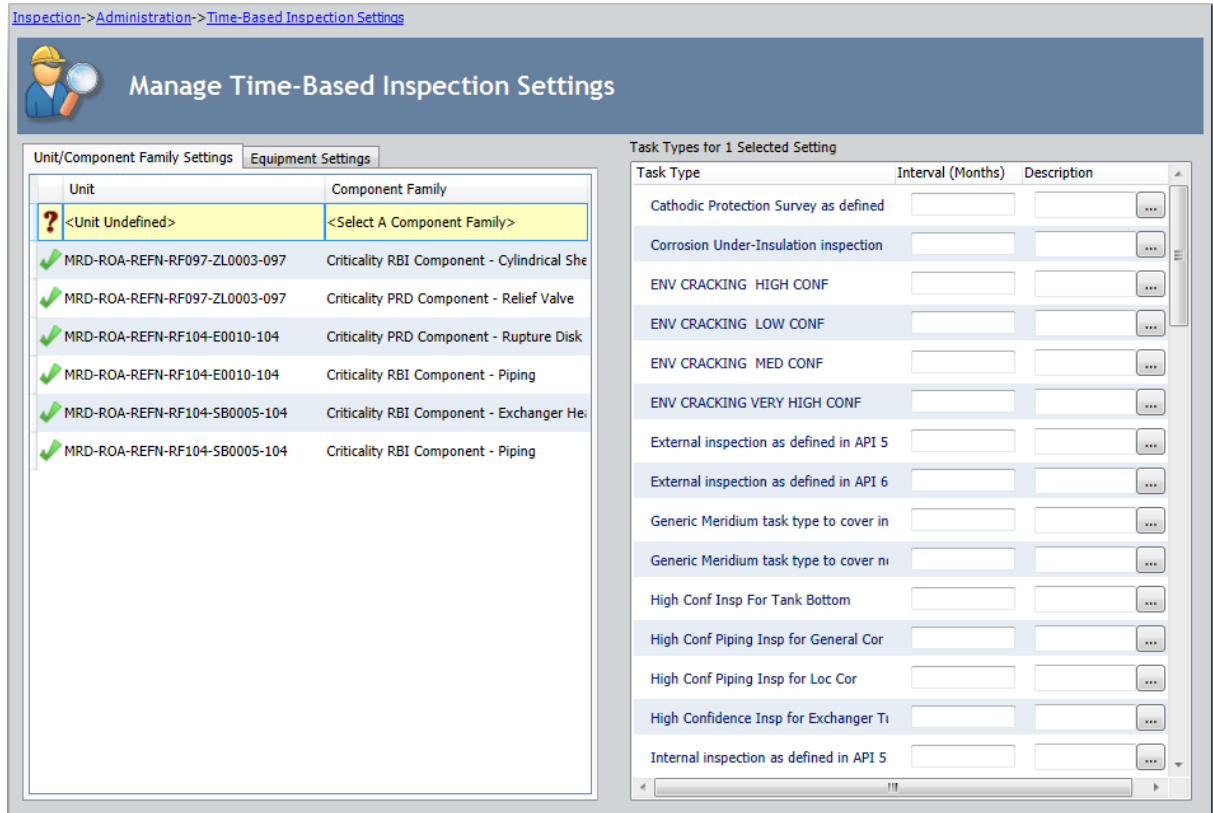 Inspection->Administration->Time-Based Inspection Settings
Manage Time-Based Inspection Settings
Unit/Component Family Settings
Equipment Settings
Unit Component Family
? <Unit Undefined> <Select A Component Family>
MRD-ROA-REFN-RF097-ZL0003-097 Criticality RBI Component - Cylindrical She
MRD-ROA-REFN-RF097-ZL0003-097 Criticality PRD Component - Relief Valve
MRD-ROA-REFN-RF104-E0010-104 Criticality PRD Component - Rupture Disk
MRD-ROA-REFN-RF104-E0010-104 Criticality RBI Component - Piping
MRD-ROA-REFN-RF104-SB0005-104 Criticality RBI Component - Exchanger Hea
MRD-ROA-REFN-RF104-SB0005-104 Criticality RBI Component - Piping
Task Types for 1 Selected Setting
Task Type Interval (Months) Description
Cathodic Protection Survey as defined ...
Corrosion Under-Insulation inspection ...
ENV CRACKING  HIGH CONF ...
ENV CRACKING  LOW CONF ...
ENV CRACKING  MED CONF ...
ENV CRACKING VERY HIGH CONF ...
External inspection as defined in API 5 ...
External inspection as defined in API 6 ...
Generic Meridium task type to cover in ...
Generic Meridium task type to cover no ...
High Conf Insp For Tank Bottom ...
High Conf Piping Insp for General Cor ...
High Conf Piping Insp for Loc Cor ...
High Confidence Insp for Exchanger Tu ...
Internal inspection as defined in API 5 ...